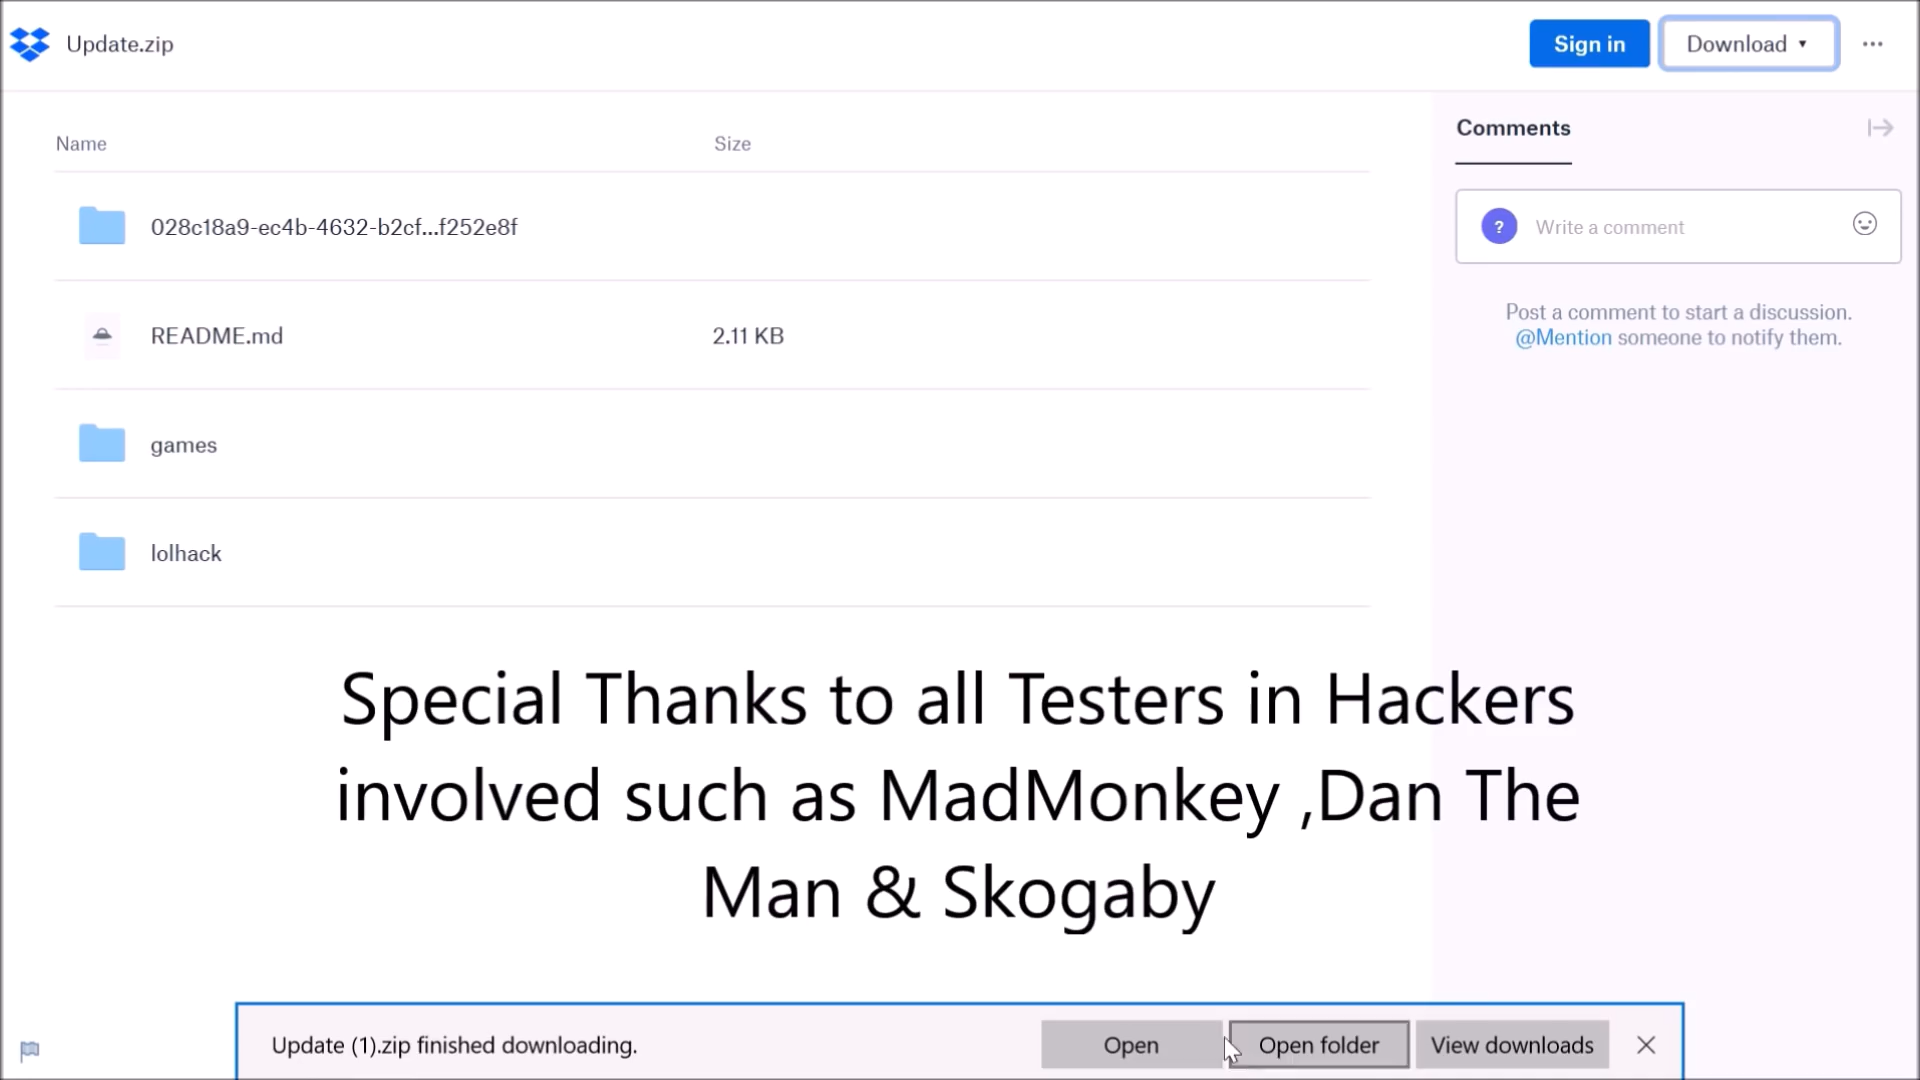 Update.zip
Sign in
Download
Name
Size
Comments
028c18a9-ec4b-4632-b2cf...f252e8f
? Write a comment
Post a comment to start a discussion.
@Mention someone to notify them.
README.md
2.11 KB
games
lolhack
Special Thanks to all Testers in Hackers
involved such as MadMonkey ,Dan The
Man & Skogaby
Update (1).zip finished downloading.
Open
Open folder
View downloads